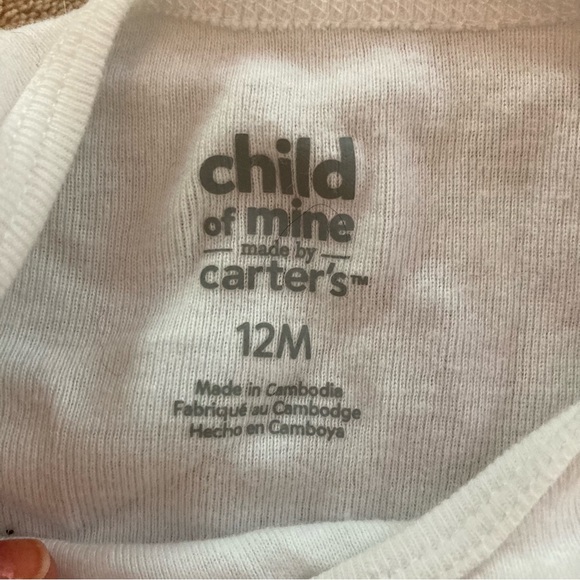 child
of mine
made by
carter's™
12M
Made in Cambodia
Fabriqué au Cambodge
Hecho en Camboya